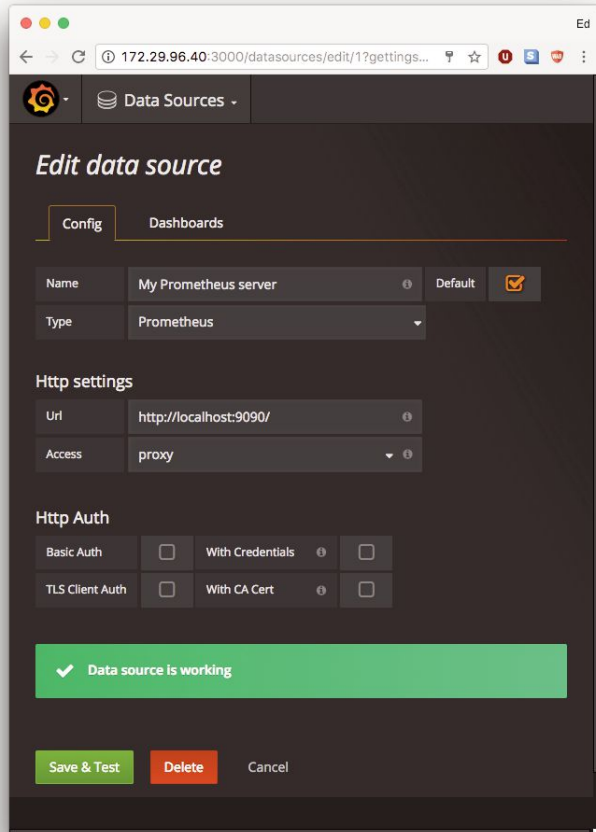 Ed
172.29.96.40:3000/datasources/edit/1?gettings...
Data Sources
Edit data source
Config Dashboards
Name My Prometheus server Default
Type Prometheus
Http settings
Url http://localhost:9090/
Access proxy
Http Auth
Basic Auth With Credentials
TLS Client Auth With CA Cert
Data source is working
Save & Test Delete Cancel